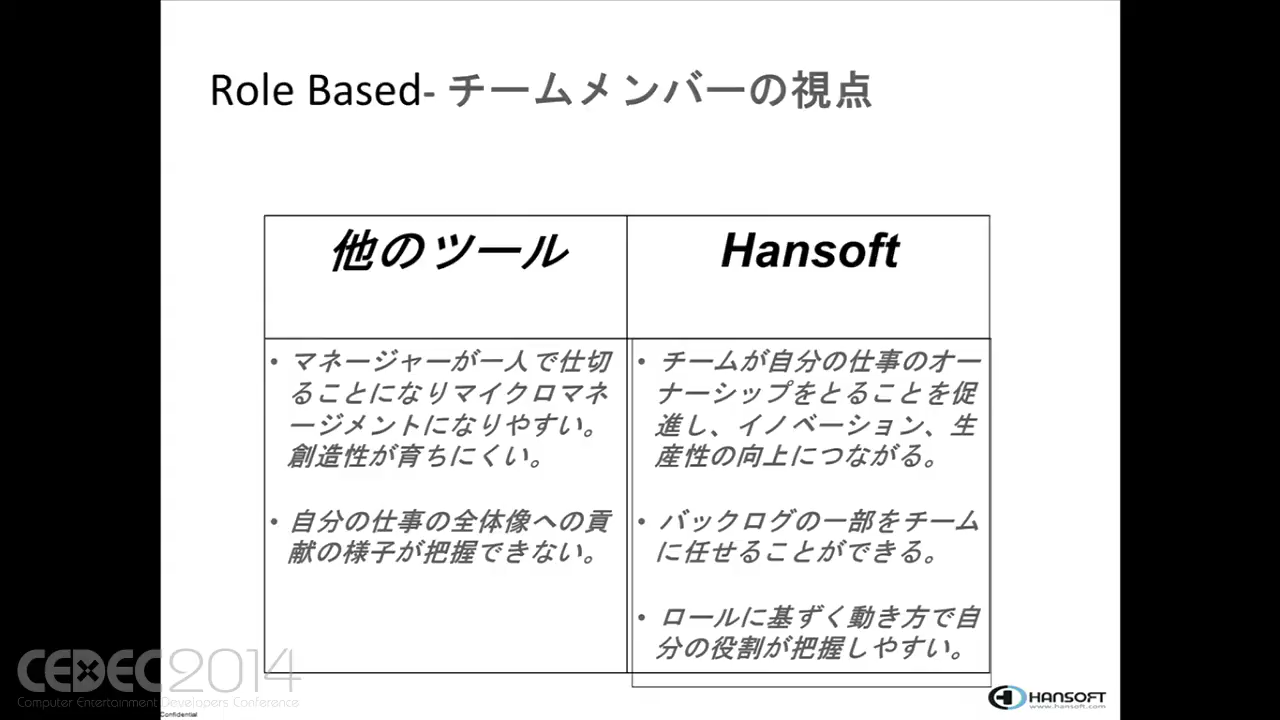 Role Based- チームメンバーの視点
他のツール
Hansoft
• マネージャーが一人で仕切
ることになりマイクロマネ
ージメントになりやすい。
創造性が育ちにくい。
• 自分の仕事の全体像への貢
献の様子が把握できない。
• チームが自分の仕事のオー
ナーシップをとることを促
進し、イノベーション、生
産性の向上につながる。
• バックログの一部をチーム
に任せることができる。
• ロールに基ずく動き方で自
分の役割が把握しやすい。
CEDEC2014
Computer Entertainment Developers Conference
Confidential
HANSOFT
www.hansoft.com